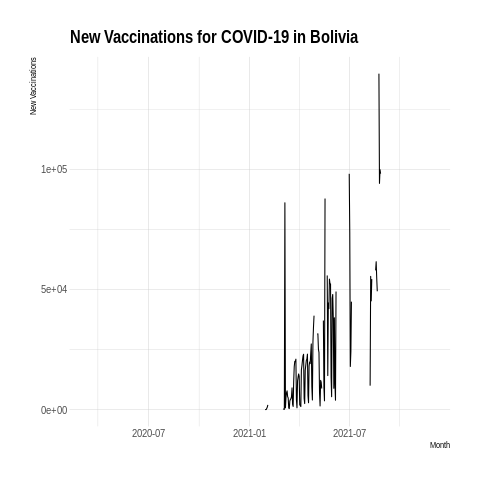 New Vaccinations for COVID-19 in Bolivia
New Vaccinations
1e+05
5e+04
0e+00
2020-07 2021-01 2021-07
Month